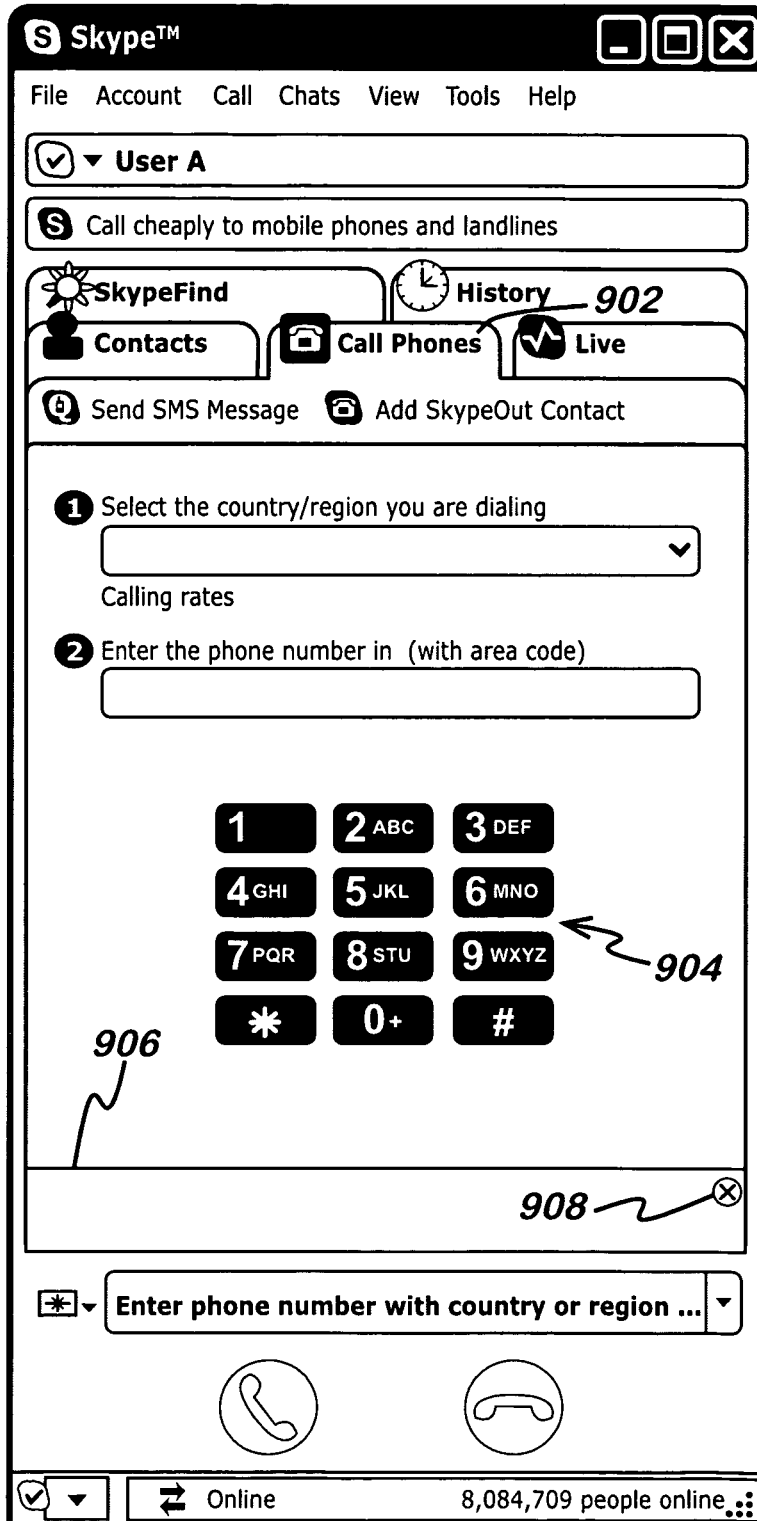 S Skype™
File Account Call Chats View Tools Help
User A
S Call cheaply to mobile phones and landlines
SkypeFind History 902
Contacts Call Phones Live
Send SMS Message Add SkypeOut Contact
1 Select the country/region you are dialing
Calling rates
2 Enter the phone number in (with area code)
1 2 ABC 3 DEF
4 GHI 5 JKL 6 MNO
7 PQR 8 STU 9 WXYZ
* 0+ #
904
906
908
Enter phone number with country or region ...
Online 8,084,709 people online